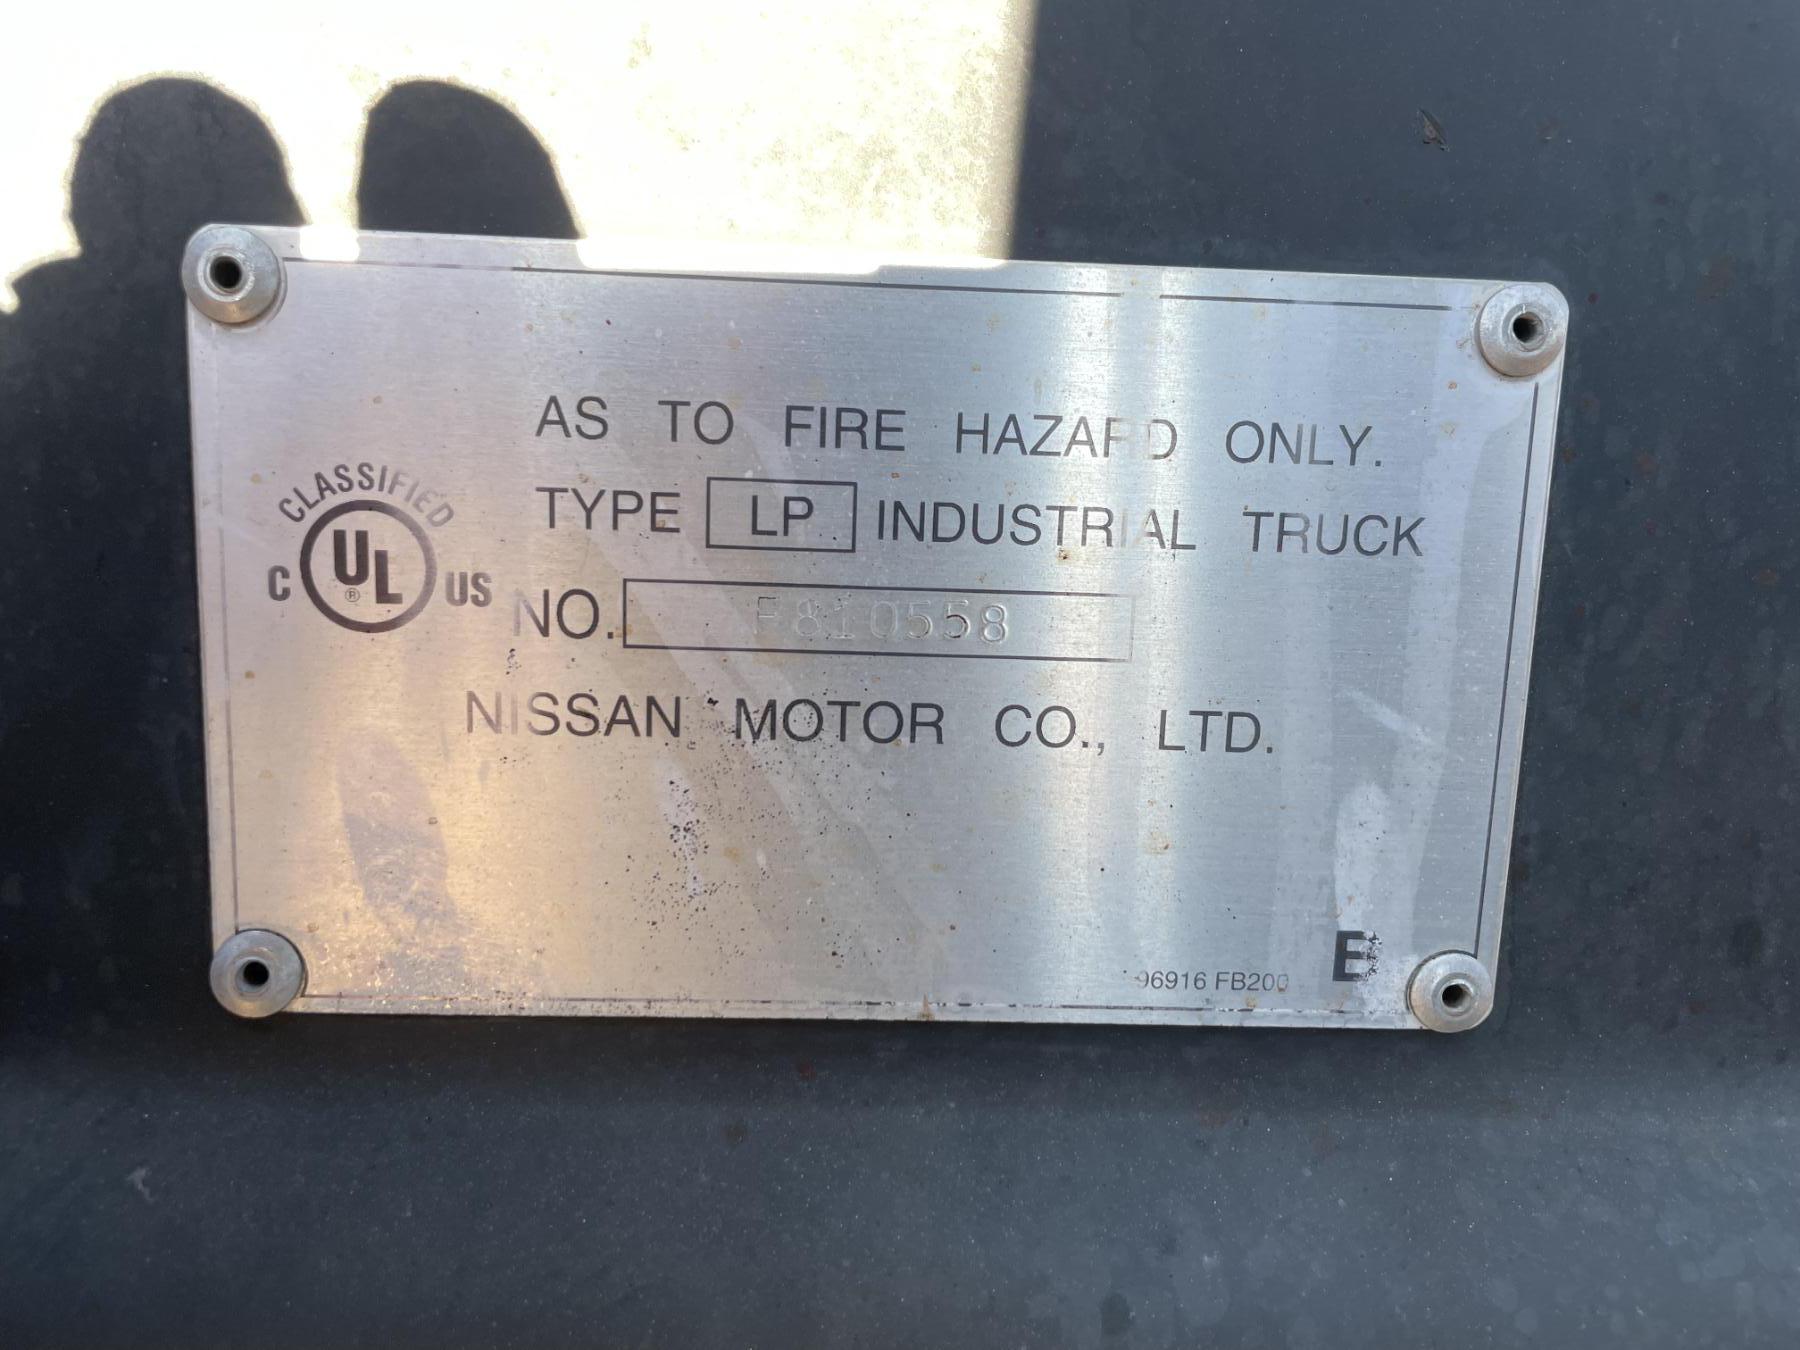 AS TO FIRE HAZARD ONLY.
CLASSIFIED
C UL® US
TYPE LP INDUSTRIAL TRUCK
NO. F810558
NISSAN MOTOR CO., LTD.
96916 FB200
E